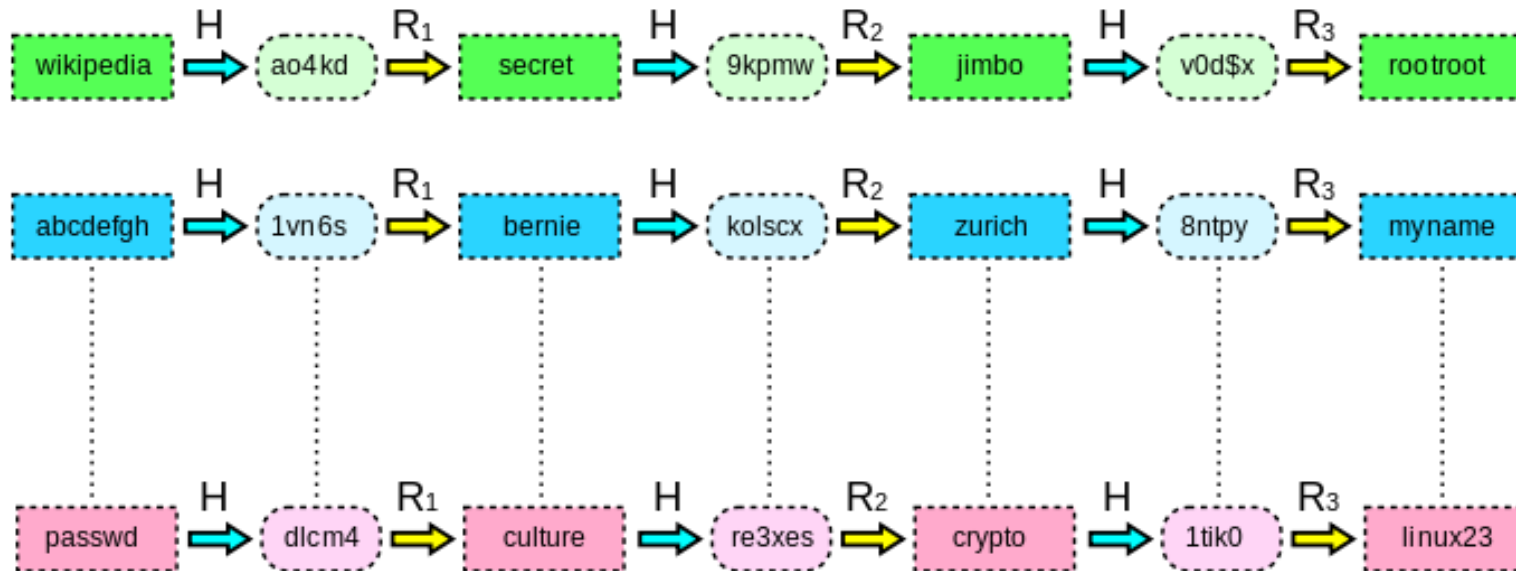 H R1 H R2 H R3
wikipedia ao4kd secret 9kpmw jimbo v0d$x rootroot
H R1 H R2 H R3
abcdefgh 1vn6s bernie kolscx zurich 8ntpy myname
H R1 H R2 H R3
passwd dlcm4 culture re3xes crypto 1tik0 linux23